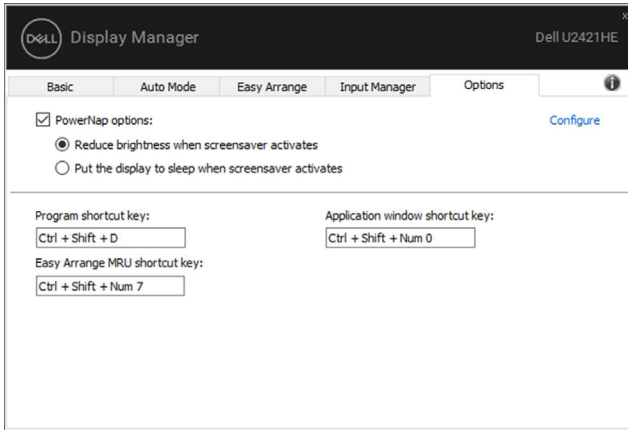 x
DELL Display Manager
Dell U2421HE
Basic
Auto Mode
Easy Arrange
Input Manager
Options
i
PowerNap options:
Configure
Reduce brightness when screensaver activates
Put the display to sleep when screensaver activates
Program shortcut key:
Application window shortcut key:
Ctrl + Shift + D
Ctrl + Shift + Num 0
Easy Arrange MRU shortcut key:
Ctrl + Shift + Num 7